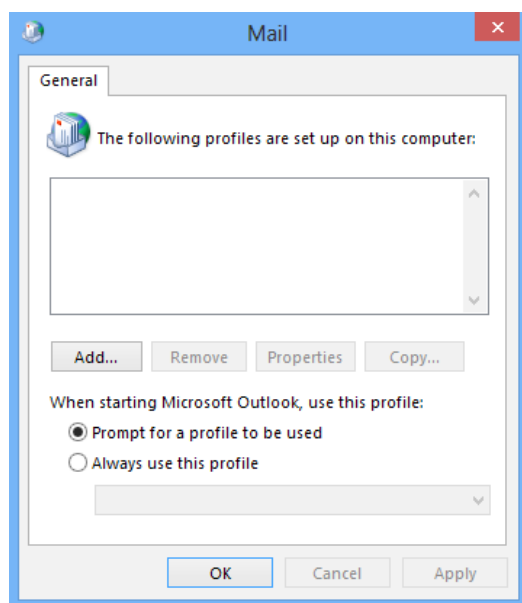 Mail
General
The following profiles are set up on this computer:
Add... Remove Properties Copy...
When starting Microsoft Outlook, use this profile:
Prompt for a profile to be used
Always use this profile
OK Cancel Apply